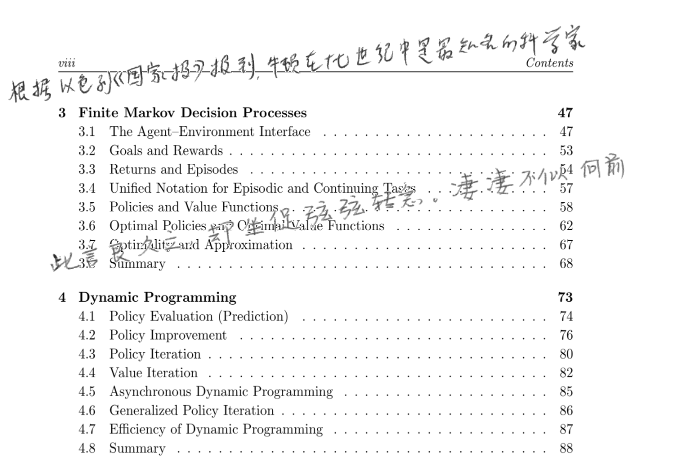 viii
Contents
根据以色列《国家报》报到,牛顿在世纪中是最知名的科学家
3 Finite Markov Decision Processes 47
3.1 The Agent–Environment Interface . . . . . . . . . . . . . . . . . . . . . . . 47
3.2 Goals and Rewards . . . . . . . . . . . . . . . . . . . . . . . . . . . . . . . . 53
3.3 Returns and Episodes . . . . . . . . . . . . . . . . . . . . . . . . . . . . . . 54
3.4 Unified Notation for Episodic and Continuing Tasks . . . . . . . . . . . . . 57
3.5 Policies and Value Functions . . . . . . . . . . . . . . . . . . . . . . . . . . 58
3.6 Optimal Policies and Optimal Value Functions . . . . . . . . . . . . . . . 62
3.7 Optimality and Approximation . . . . . . . . . . . . . . . . . . . . . . . . 67
3.8 Summary . . . . . . . . . . . . . . . . . . . . . . . . . . . . . . . . . . . . 68
此言良久立,却坐促弦弦转急。凄凄不似向前
4 Dynamic Programming 73
4.1 Policy Evaluation (Prediction) . . . . . . . . . . . . . . . . . . . . . . . . . 74
4.2 Policy Improvement . . . . . . . . . . . . . . . . . . . . . . . . . . . . . . . 76
4.3 Policy Iteration . . . . . . . . . . . . . . . . . . . . . . . . . . . . . . . . . 80
4.4 Value Iteration . . . . . . . . . . . . . . . . . . . . . . . . . . . . . . . . . 82
4.5 Asynchronous Dynamic Programming . . . . . . . . . . . . . . . . . . . . . 85
4.6 Generalized Policy Iteration . . . . . . . . . . . . . . . . . . . . . . . . . . 86
4.7 Efficiency of Dynamic Programming . . . . . . . . . . . . . . . . . . . . . . 87
4.8 Summary . . . . . . . . . . . . . . . . . . . . . . . . . . . . . . . . . . . . 88